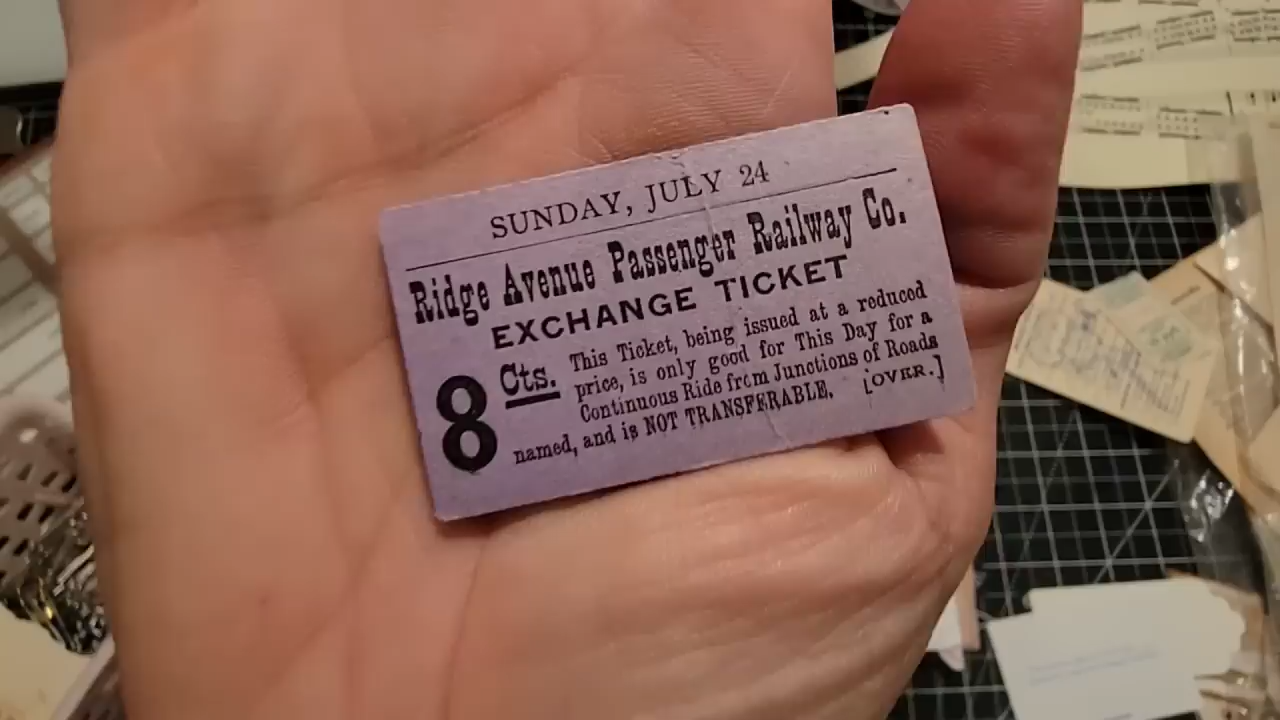 SUNDAY, JULY 24
Ridge Avenue Passenger Railway Co.
EXCHANGE TICKET
8 Cts.
This Ticket, being issued at a reduced
price, is only good for This Day for a
Continuous Ride from Junctions of Roads
named, and is NOT TRANSFERABLE. [OVER.]